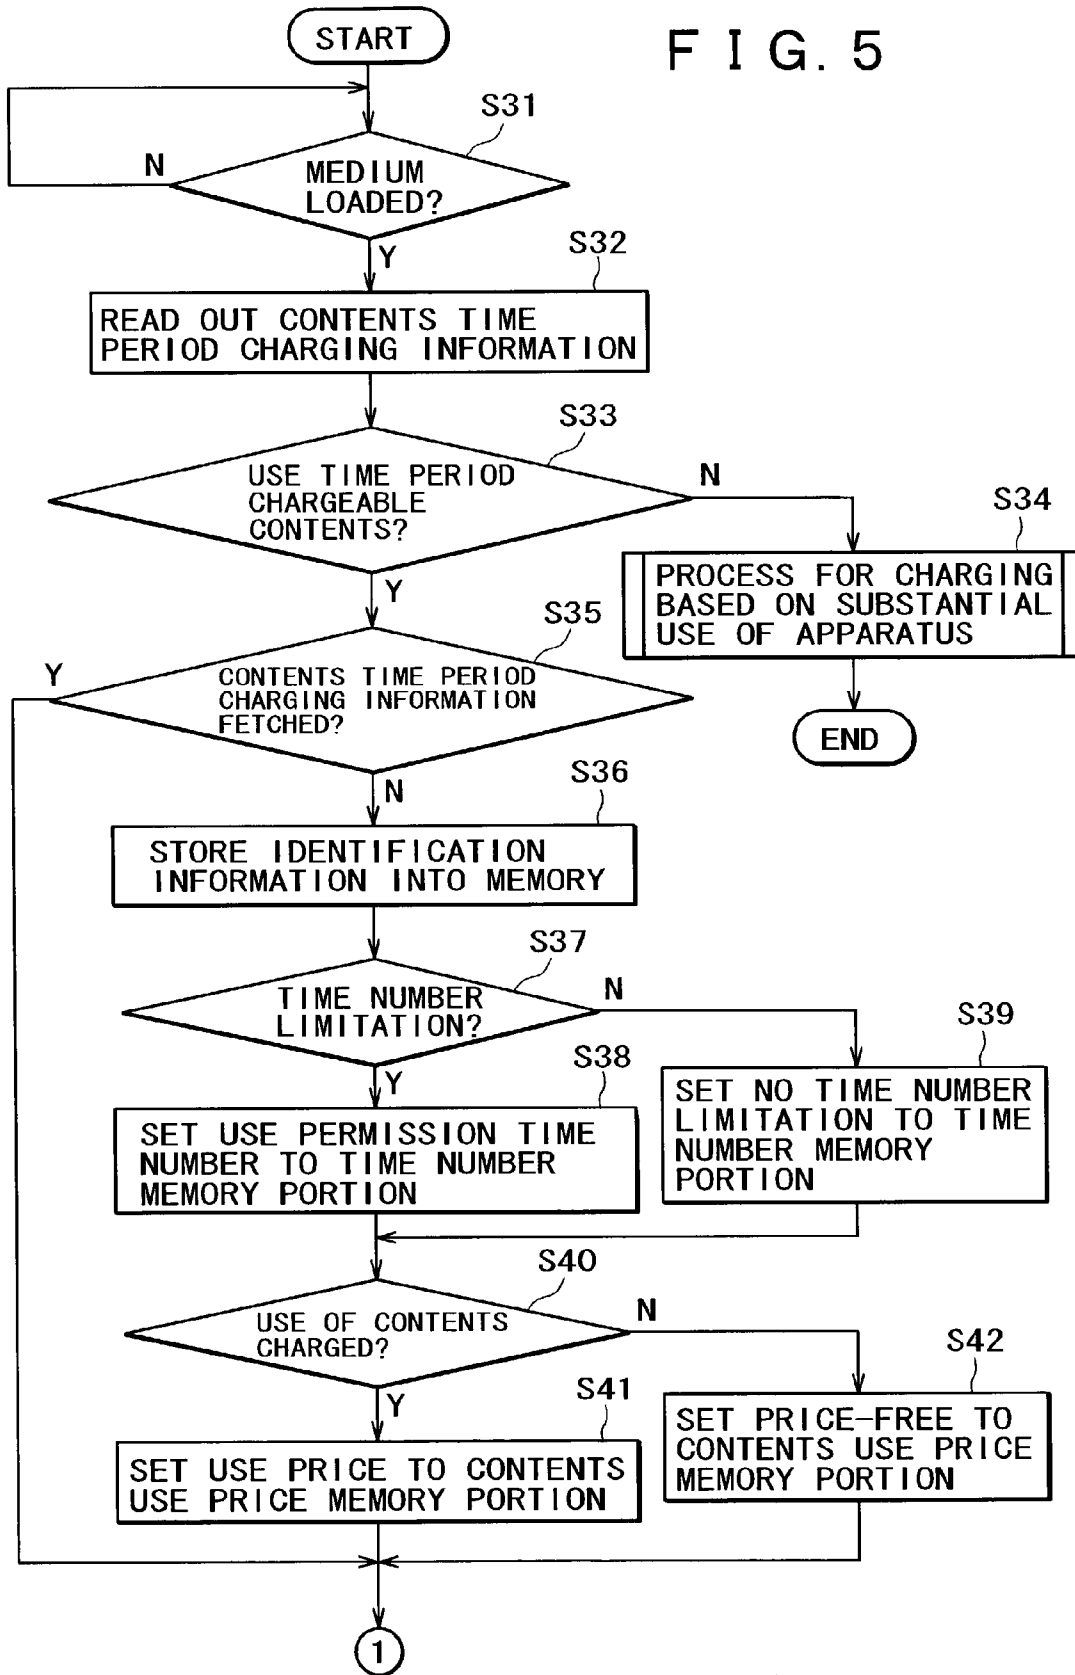 START
FIG. 5
S31
N
MEDIUM
LOADED?
Y
S32
READ OUT CONTENTS TIME
PERIOD CHARGING INFORMATION
S33
USE TIME PERIOD
CHARGEABLE
CONTENTS?
N
Y
S34
PROCESS FOR CHARGING
BASED ON SUBSTANTIAL
USE OF APPARATUS
END
S35
Y
CONTENTS TIME PERIOD
CHARGING INFORMATION
FETCHED?
N
S36
STORE IDENTIFICATION
INFORMATION INTO MEMORY
S37
TIME NUMBER
LIMITATION?
N
Y
S38
SET USE PERMISSION TIME
NUMBER TO TIME NUMBER
MEMORY PORTION
S39
SET NO TIME NUMBER
LIMITATION TO TIME
NUMBER MEMORY
PORTION
S40
USE OF CONTENTS
CHARGED?
N
Y
S41
SET USE PRICE TO CONTENTS
USE PRICE MEMORY PORTION
S42
SET PRICE-FREE TO
CONTENTS USE PRICE
MEMORY PORTION
1